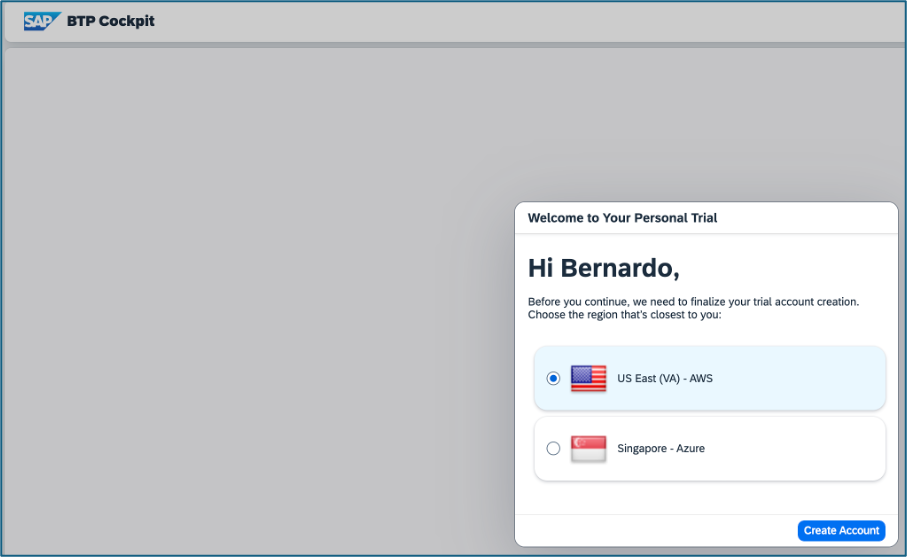 SAP BTP Cockpit
Welcome to Your Personal Trial
Hi Bernardo,
Before you continue, we need to finalize your trial account creation.
Choose the region that's closest to you:
US East (VA) - AWS
Singapore - Azure
Create Account